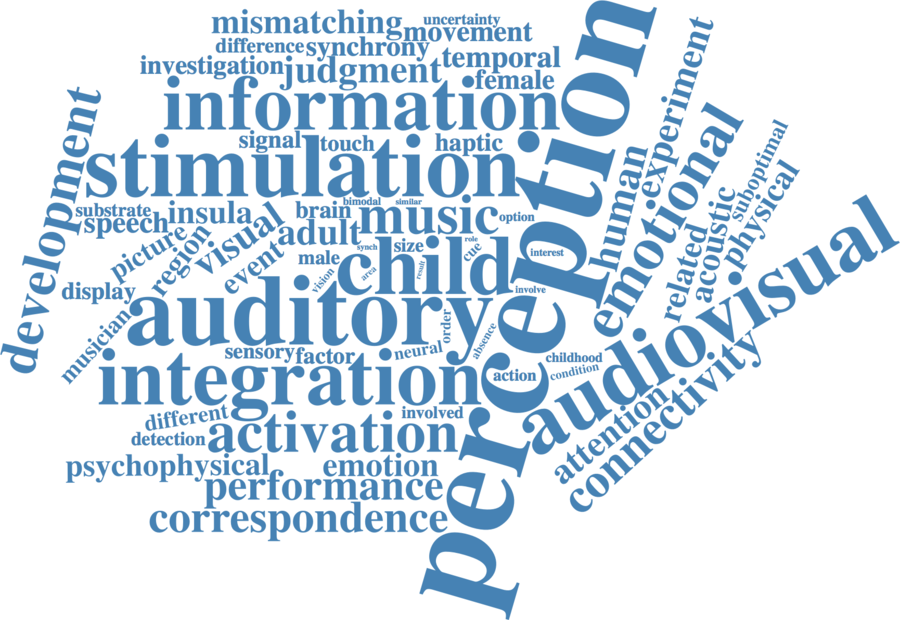 mismatching
uncertainty
movement
difference
synchrony
investigation
judgment
temporal
female
information
signal
touch
haptic
stimulation
bimodal
similar
substrate
speech
insula
brain
music
option
development
picture
region
visual
event
adult
synch
size
role
cue
male
vision
area
child
result
interest
display
musician
auditory
order
absence
involve
sensory
factor
neural
integration
action
childhood
condition
different
detection
involved
activation
psychophysical
emotion
performance
correspondence
perception
human
experiment
emotional
related
acoustic
suboptimal
physical
audiovisual
attention
connectivity